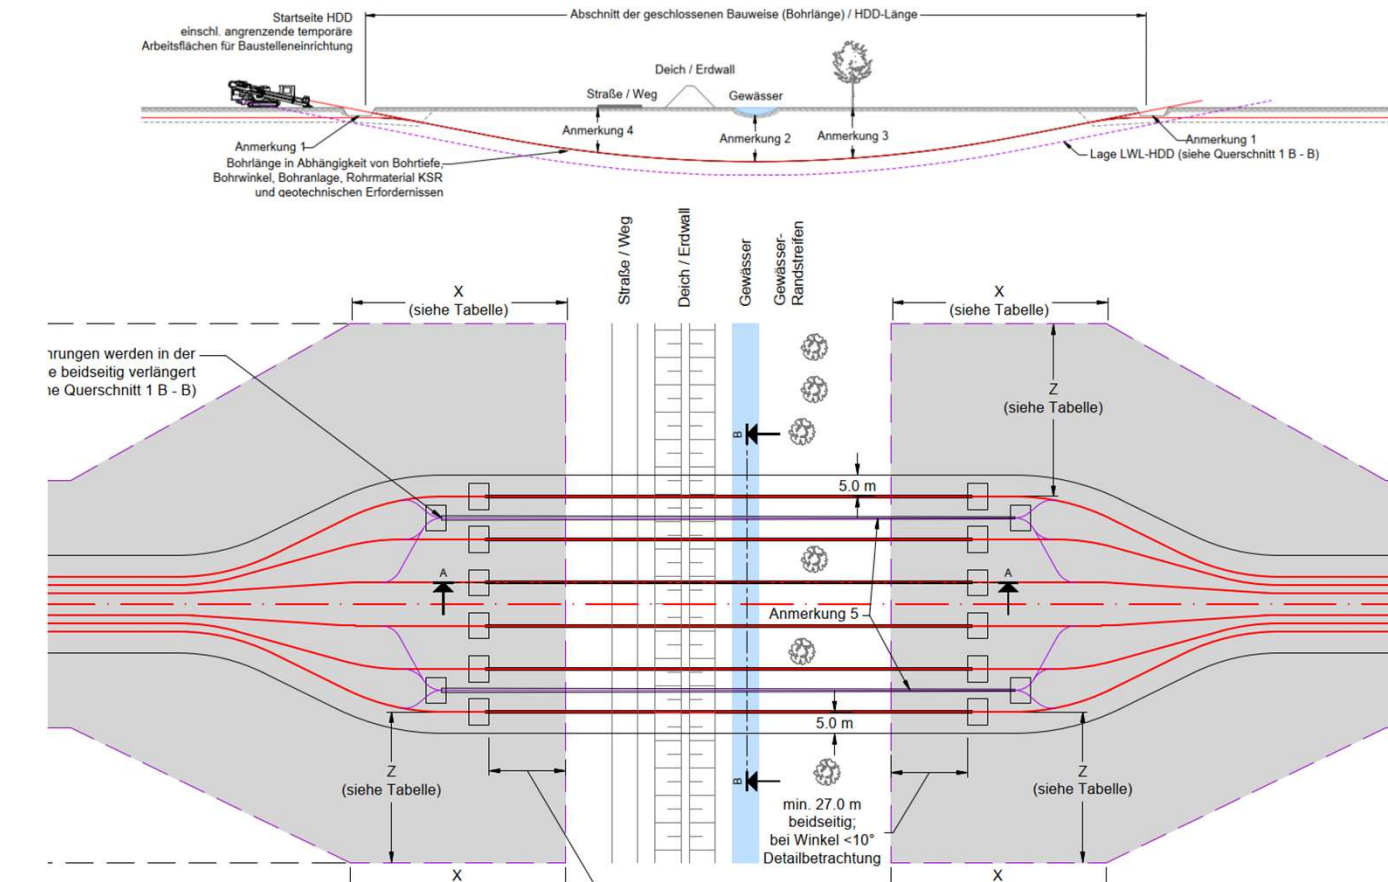 Startseite HDD
einschl. angrenzende temporäre
Arbeitsflächen für Baustelleneinrichtung
Abschnitt der geschlossenen Bauweise (Bohrlänge) / HDD-Länge
Deich / Erdwall
Straße / Weg
Gewässer
Anmerkung 4
Anmerkung 2
Anmerkung 3
Anmerkung 1
Anmerkung 1
Bohrlänge in Abhängigkeit von Bohrtiefe,
Bohrwinkel, Bohranlage, Rohrmaterial KSR
und geotechnischen Erfordernissen
Lage LWL-HDD (siehe Querschnitt 1 B - B)
Straße / Weg
Deich / Erdwall
Gewässer
Gewässer-
Randstreifen
X
(siehe Tabelle)
X
(siehe Tabelle)
werden in der
beidseitig verlängert
Querschnitt 1 B - B)
Z
(siehe Tabelle)
B
5.0 m
A
A
Anmerkung 5
5.0 m
Z
(siehe Tabelle)
B
Z
(siehe Tabelle)
min. 27.0 m
beidseitig;
bei Winkel <10°
Detailbetrachtung
X
X